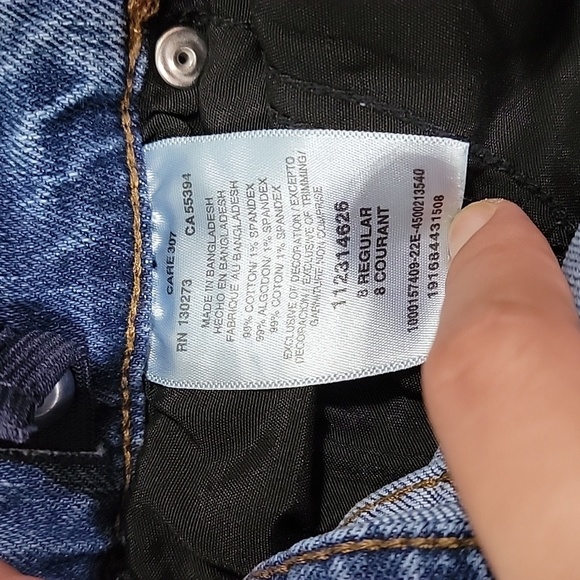 CARE 307
RN 130273 CA 55394
MADE IN BANGLADESH
HECHO EN BANGLADESH
FABRIQUE AU BANGLADESH
99% COTTON/ 1% SPANDEX
99% ALGODON/ 1% SPANDEX
99% COTON/ 1% SPANDEX
EXCLUSIVE OF DECORATION/ EXCEPTO
DECORACION/ EXCLUSIVE OF TRIMMING/
GARNITURE NON COMPRISE
112314626
8 REGULAR
8 COURANT
1000157409-22E-4500213540
191684431508